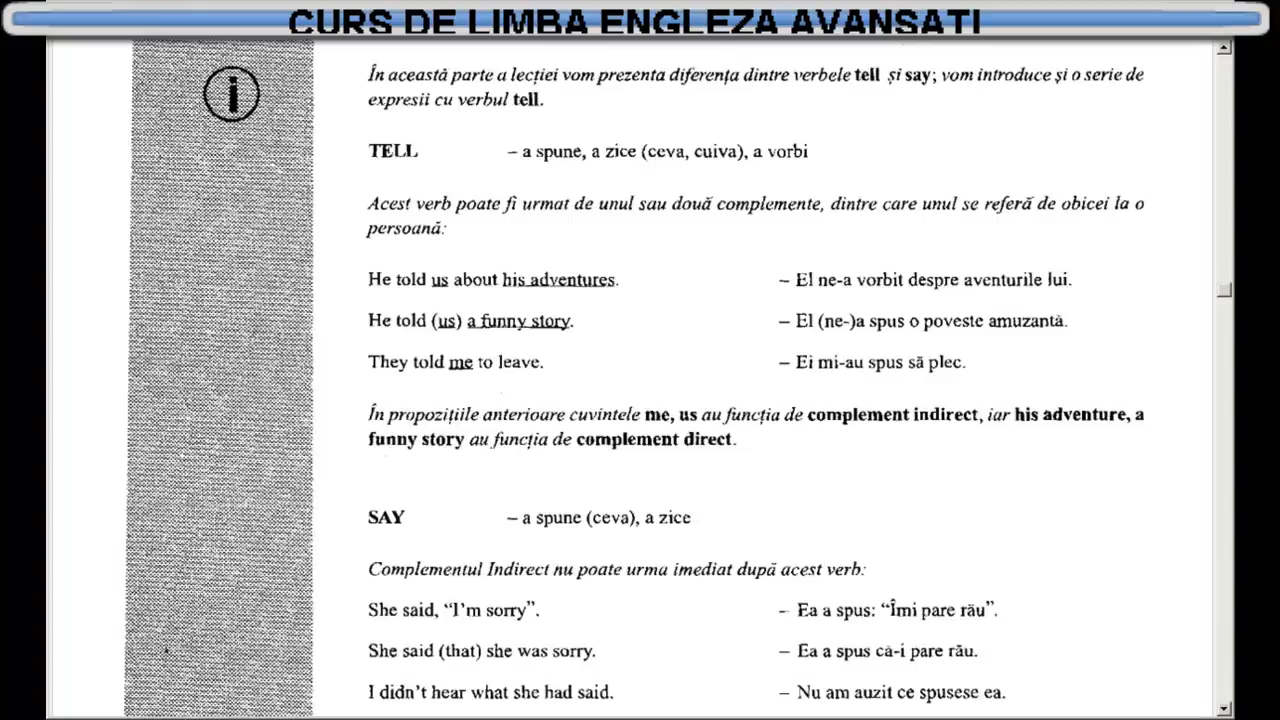 CURS DE LIMBA ENGLEZA AVANSATI
i
În această parte a lecției vom prezenta diferența dintre verbele tell și say; vom introduce și o serie de
expresii cu verbul tell.
TELL – a spune, a zice (ceva, cuiva), a vorbi
Acest verb poate fi urmat de unul sau două complemente, dintre care unul se referă de obicei la o
persoană:
He told us about his adventures. – El ne-a vorbit despre aventurile lui.
He told (us) a funny story. – El (ne-)a spus o poveste amuzantă.
They told me to leave. – Ei mi-au spus să plec.
În propozițiile anterioare cuvintele me, us au funcția de complement indirect, iar his adventure, a
funny story au funcția de complement direct.
SAY – a spune (ceva), a zice
Complementul Indirect nu poate urma imediat după acest verb:
She said, “I’m sorry”. – Ea a spus: “Îmi pare rău”.
She said (that) she was sorry. – Ea a spus că-i pare rău.
I didn’t hear what she had said. – Nu am auzit ce spusese ea.